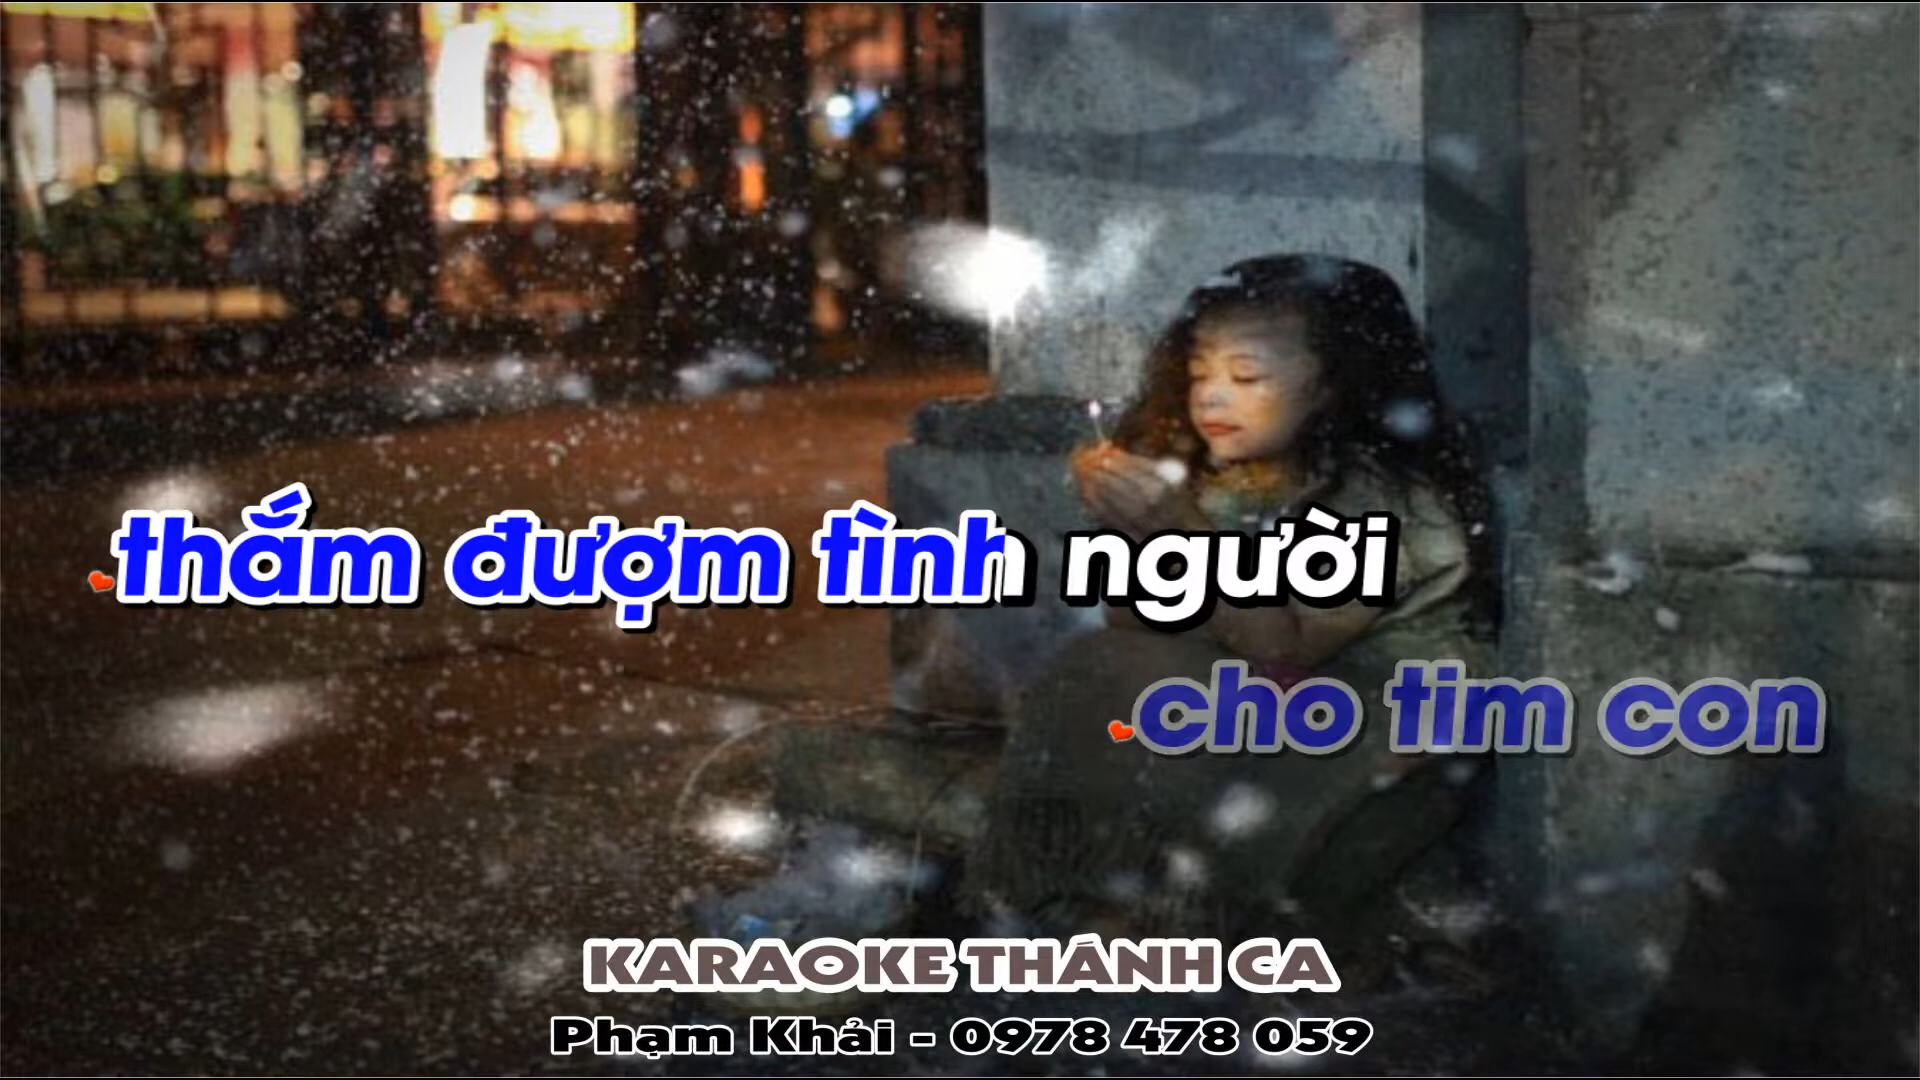 thắm đượm tình người
cho tim con
KARAOKE THÁNH CA
Phạm Khải - 0978 478 059